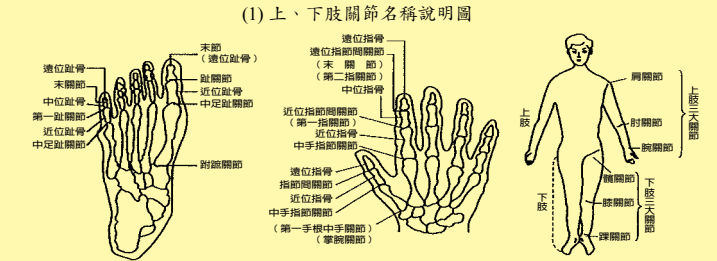 (1) 上、下肢關節名稱說明圖
末節
(遠位趾骨)
遠位趾骨
末關節
中位趾骨
第一趾關節
近位趾骨
中足趾關節
趾關節
近位趾骨
中足趾關節
跗蹠關節
遠位指骨
遠位指節間關節
(末關節)
(第二指關節)
中位指骨
近位指節間關節
(第一指關節)
近位指骨
中手指節關節
遠位指骨
指節間關節
近位指骨
中手指節關節
(第一手根中手關節)
(掌腕關節)
上肢
下肢
肩關節
肘關節
腕關節
上肢三大關節
髖關節
膝關節
踝關節
下肢三大關節